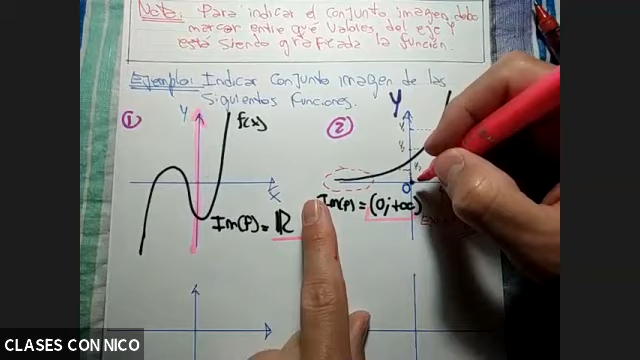 Nota: Para indicar el conjunto imagen, debo
marcar entre qué valores del eje y
está siendo graficada la función.
Ejemplo: Indicar conjunto imagen de las
siguientes funciones.
① Y f(x)
X
Im(f) = ℝ
② Y
0
Im(f) = (0; +∞)
CLASES CON NICO